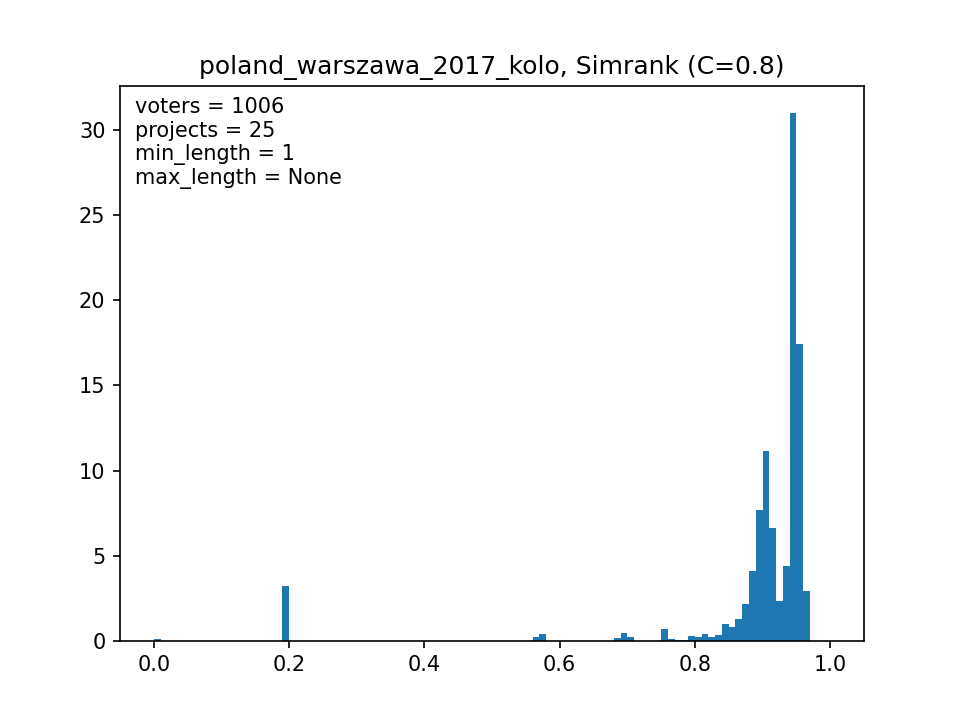 poland_warszawa_2017_kolo, Simrank (C=0.8)
voters = 1006
projects = 25
min_length = 1
max_length = None
30
25
20
15
10
5
0
0.0 0.2 0.4 0.6 0.8 1.0